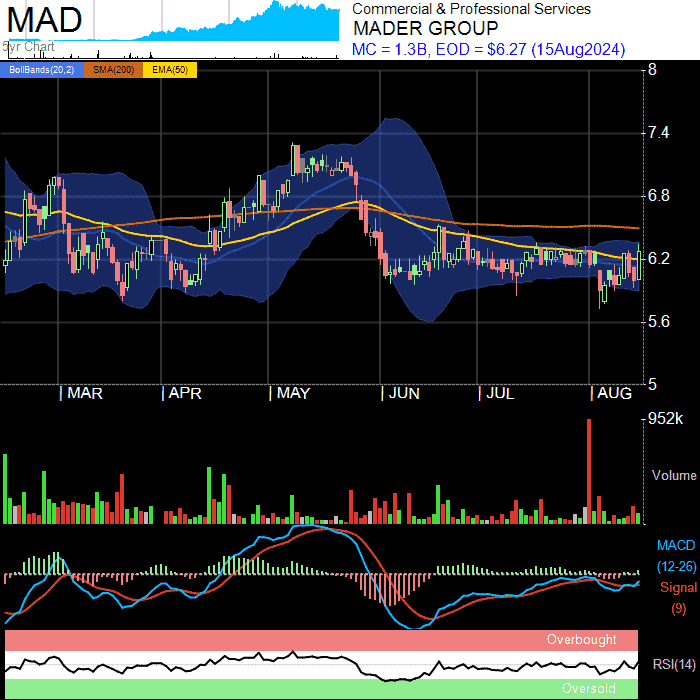 MAD
5yr Chart
Commercial & Professional Services
MADER GROUP
MC = 1.3B, EOD = $6.27 (15Aug2024)
BollBands(20,2) SMA(200) EMA(50)
8
7.4
6.8
6.2
5.6
5
MAR APR MAY JUN JUL AUG
952k
Volume
MACD
(12-26)
Signal
(9)
Overbought
RSI(14)
Oversold